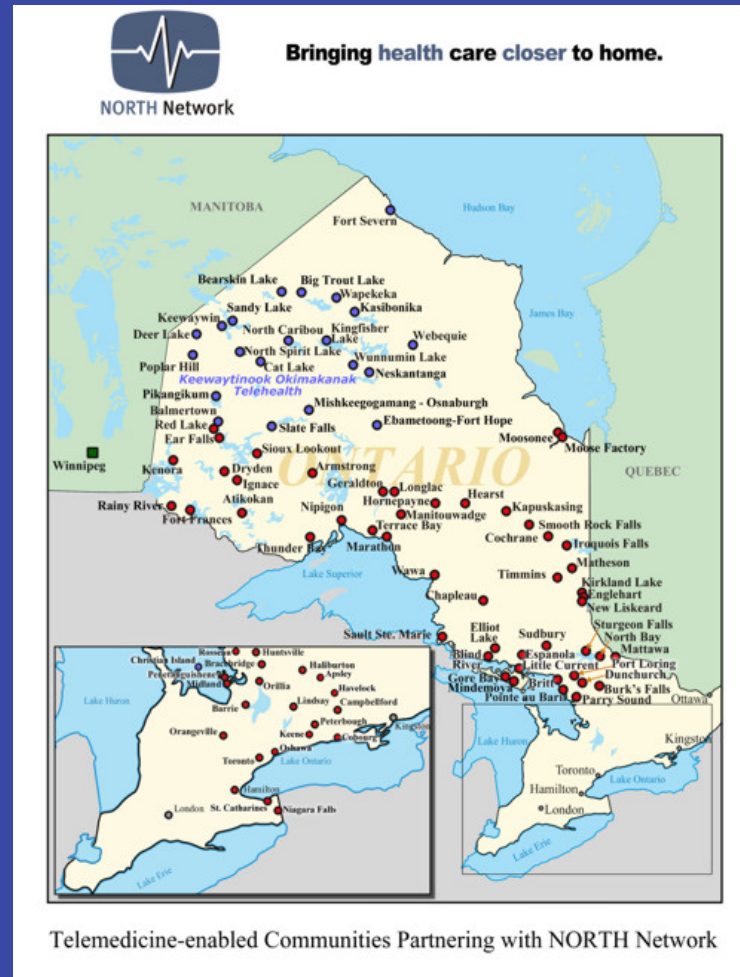 Bringing health care closer to home.
NORTH Network
MANITOBA
Hudson Bay
Fort Severn
James Bay
Bearskin Lake
Big Trout Lake
Wapekeka
Kasibonika
Sandy Lake
Keewaywin
North Caribou
Kingfisher
Lake
Webequie
Deer Lake
North Spirit Lake
Wunnumin Lake
Poplar Hill
Cat Lake
Neskantanga
Keewaytinook Okimakanak
Telehealth
Pikangikum
Mishkeegogamang - Osnaburgh
Balmertown
Red Lake
Slate Falls
Ebametoong-Fort Hope
Ear Falls
Moosonee
Moose Factory
Sioux Lookout
ONTARIO
Winnipeg
Kenora
Dryden
Armstrong
QUEBEC
Ignace
Geraldton
Longlac
Hearst
Atikokan
Hornepayne
Kapuskasing
Rainy River
Nipigon
Manitouwadge
Fort Frances
Terrace Bay
Smooth Rock Falls
Cochrane
Iroquois Falls
Thunder Bay
Marathon
Matheson
Lake Superior
Wawa
Timmins
Kirkland Lake
Englehart
Chapleau
New Liskeard
Sturgeon Falls
Sault Ste. Marie
Elliot
Lake
Sudbury
North Bay
Mattawa
Blind
River
Espanola
Port Loring
Little Current
Dunchurch
Gore Bay
Britt
Burk's Falls
Mindemoya
Pointe au Baril
Parry Sound
Ottawa
Rosseau
Huntsville
Christian Island
Bracebridge
Haliburton
Penetanguishene
Apsley
Midland
Orillia
Havelock
Lake Huron
Barrie
Lindsay
Campbellford
Orangeville
Peterbough
Kingston
Keene
Cobourg
Oshawa
Toronto
Lake Ontario
Hamilton
London
St. Catharines
Niagara Falls
Lake Erie
Lake Huron
Kingston
Toronto
Lake Ontario
Hamilton
London
Lake Erie
Telemedicine-enabled Communities Partnering with NORTH Network